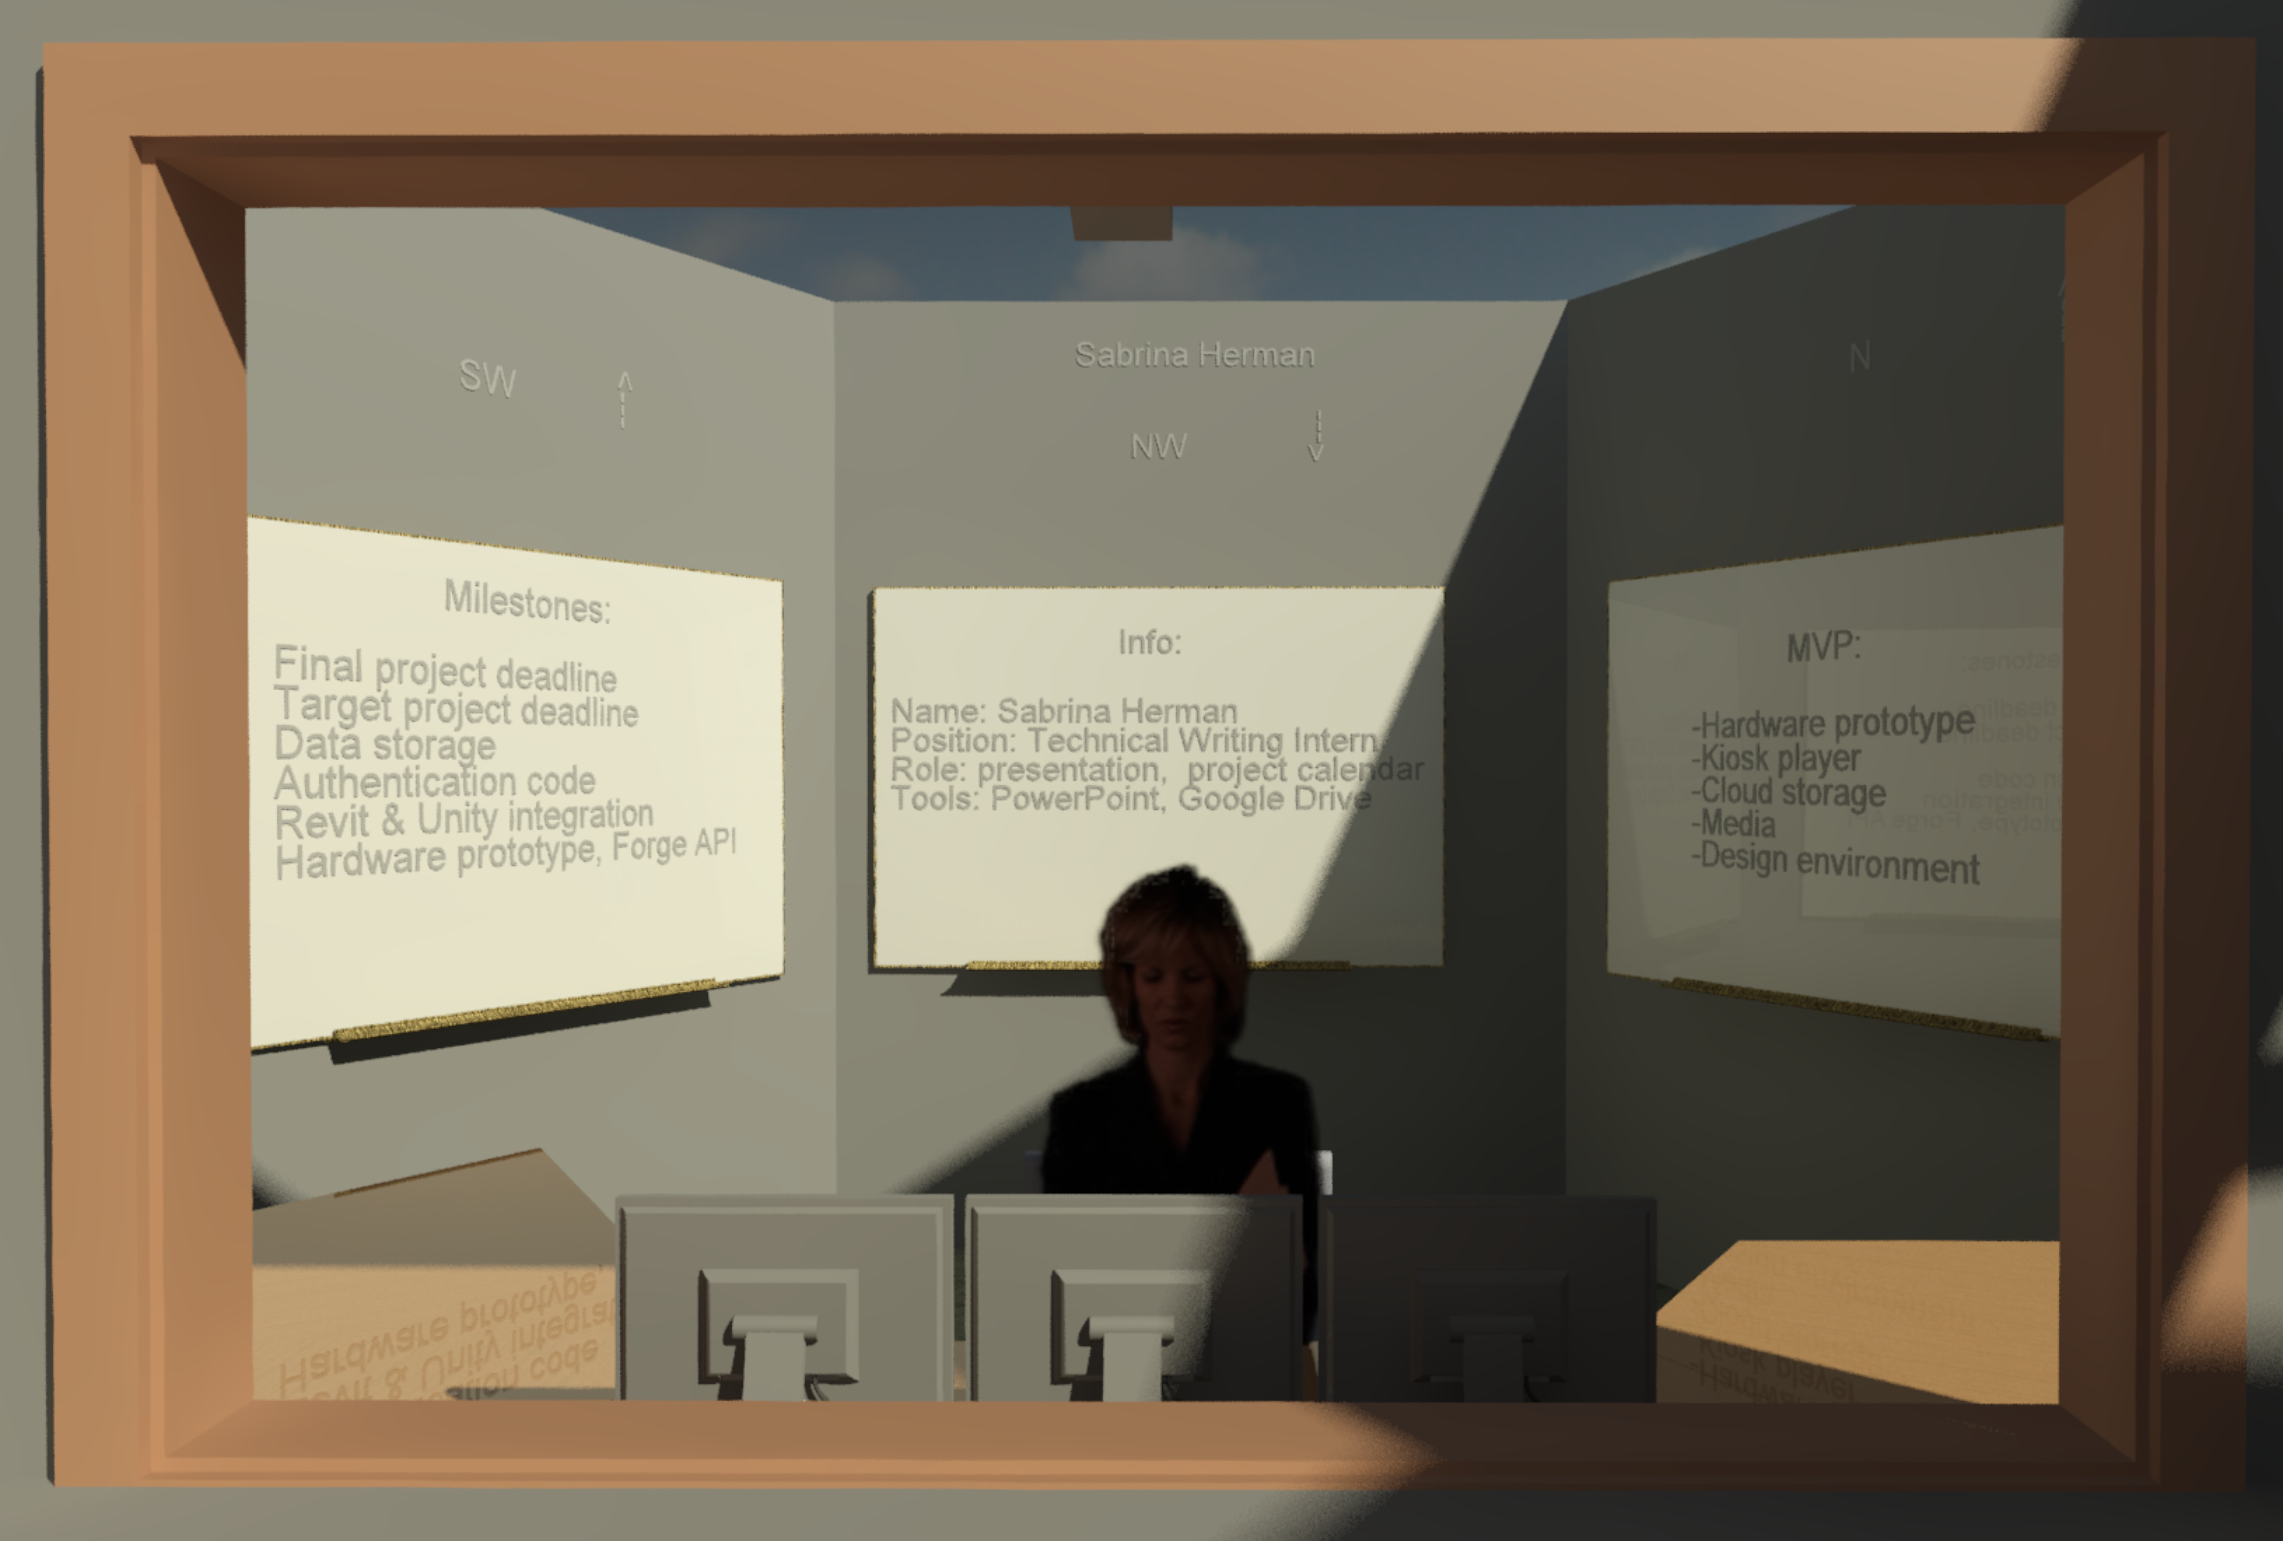 Sabrina Herman
SW
NW
N
Milestones:
Final project deadline
Target project deadline
Data storage
Authentication code
Revit & Unity integration
Hardware prototype, Forge API
Info:
Name: Sabrina Herman
Position: Technical Writing Intern
Role: presentation, project calendar
Tools: PowerPoint, Google Drive
MVP:
-Hardware prototype
-Kiosk player
-Cloud storage
-Media
-Design environment